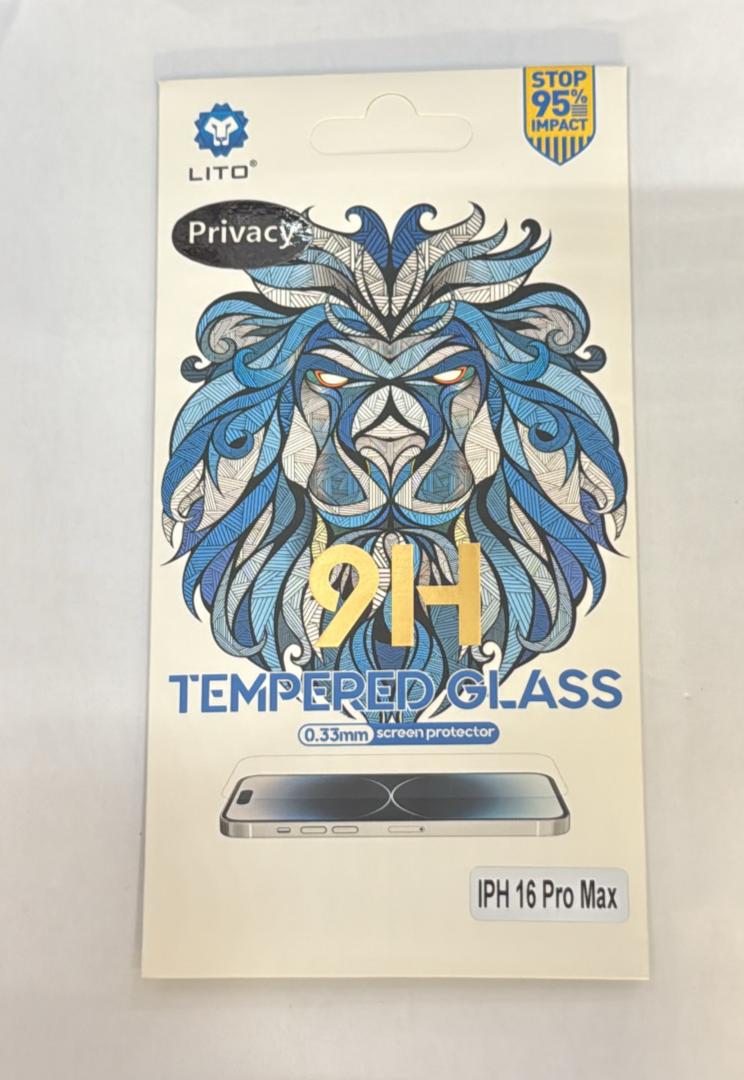 STOP
95%
IMPACT
LITO®
Privacy
9H
TEMPERED GLASS
0.33mm screen protector
IPH 16 Pro Max